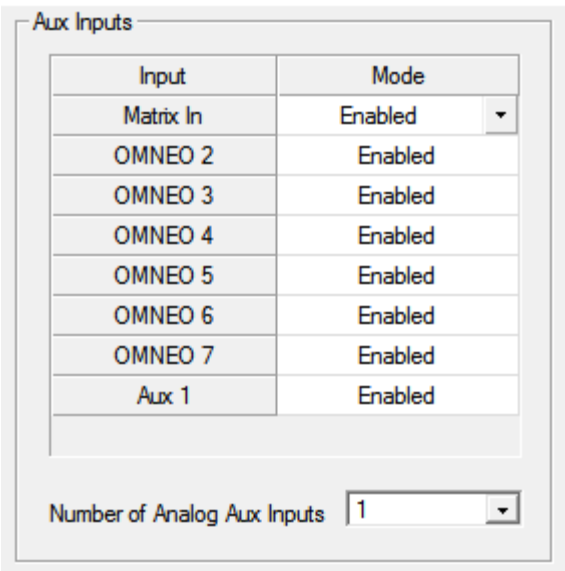 Aux Inputs
Input Mode
Matrix In Enabled
OMNEO 2 Enabled
OMNEO 3 Enabled
OMNEO 4 Enabled
OMNEO 5 Enabled
OMNEO 6 Enabled
OMNEO 7 Enabled
Aux 1 Enabled
Number of Analog Aux Inputs 1